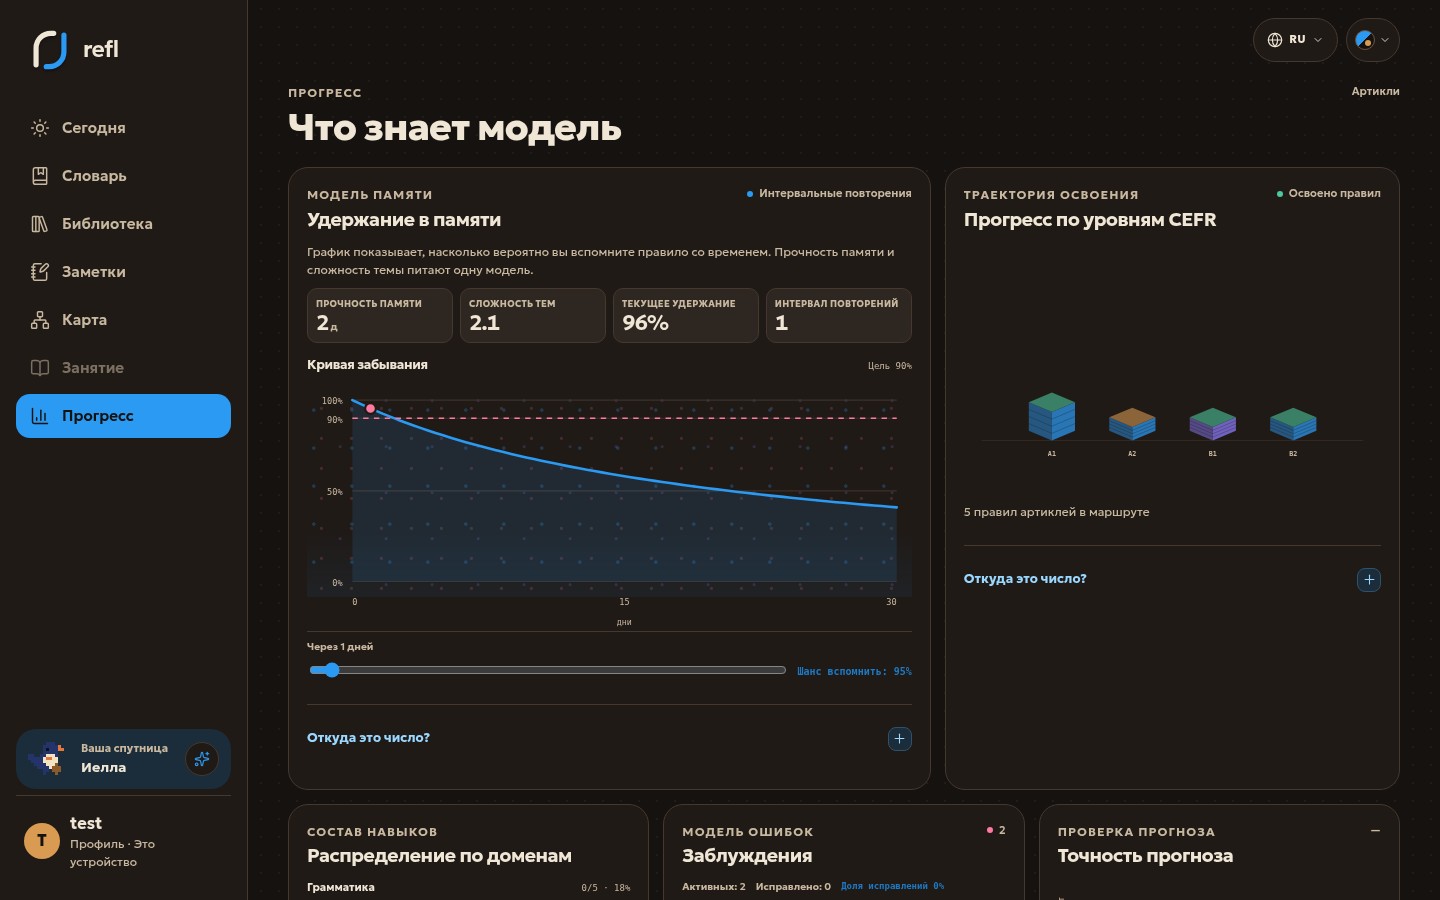 refl
Сегодня
Словарь
Библиотека
Заметки
Карта
Занятие
Прогресс
Ваша спутница
Иелла
T
test
Профиль · Это
устройство
RU
ПРОГРЕСС
Артикли
Что знает модель
МОДЕЛЬ ПАМЯТИ
Интервальные повторения
Удержание в памяти
График показывает, насколько вероятно вы вспомните правило со временем. Прочность памяти и
сложность темы питают одну модель.
ПРОЧНОСТЬ ПАМЯТИ
2 д
СЛОЖНОСТЬ ТЕМ
2.1
ТЕКУЩЕЕ УДЕРЖАНИЕ
96%
ИНТЕРВАЛ ПОВТОРЕНИЙ
1
Кривая забывания
Цель 90%
100%
90%
50%
0%
0
15
30
дни
Через 1 дней
Шанс вспомнить: 95%
Откуда это число?
ТРАЕКТОРИЯ ОСВОЕНИЯ
Освоено правил
Прогресс по уровням CEFR
A1
A2
B1
B2
5 правил артиклей в маршруте
Откуда это число?
СОСТАВ НАВЫКОВ
Распределение по доменам
Грамматика
0/5 · 18%
МОДЕЛЬ ОШИБОК
2
Заблуждения
Активных: 2 Исправлено: 0 Доля исправлений 0%
ПРОВЕРКА ПРОГНОЗА
—
Точность прогноза